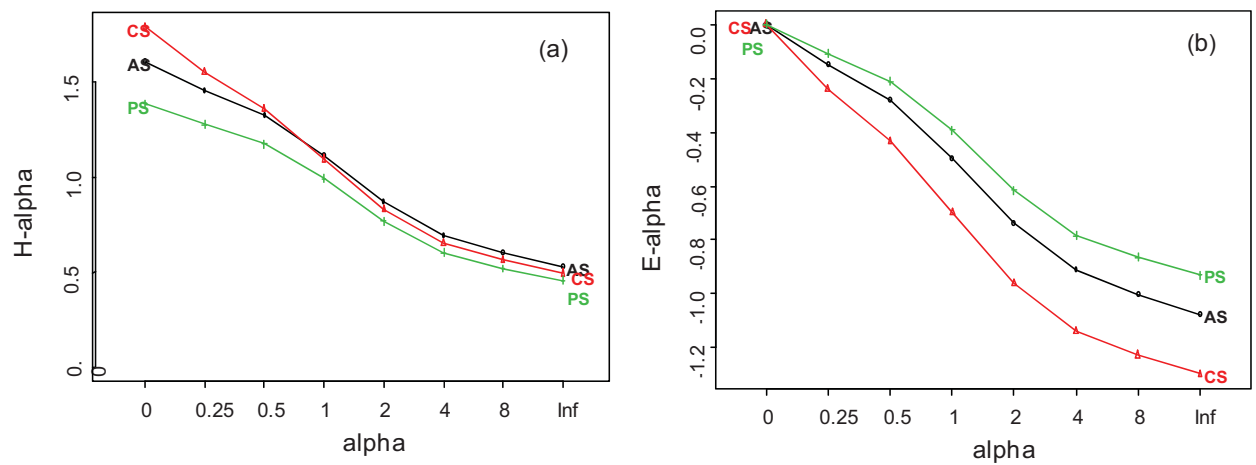 (a)
CS
AS
PS
AS
CS
PS
H-alpha
1.5
1.0
0.5
0.
0
0 0.25 0.5 1 2 4 8 Inf
alpha
(b)
CS AS
PS
PS
AS
CS
E-alpha
0.0
-0.2
-0.4
-0.6
-0.8
-1.0
-1.2
0 0.25 0.5 1 2 4 8 Inf
alpha